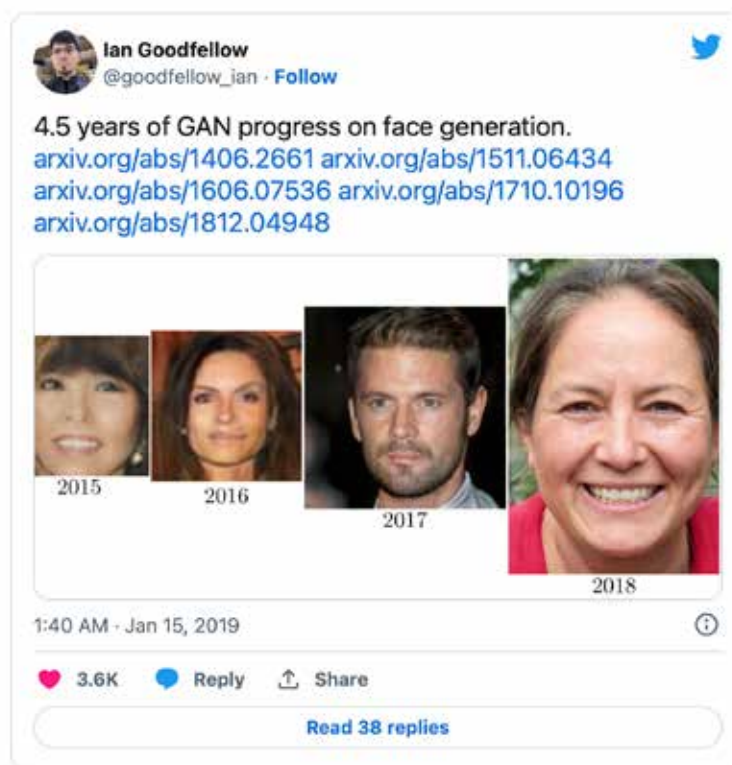 Ian Goodfellow
@goodfellow_ian · Follow
4.5 years of GAN progress on face generation.
arxiv.org/abs/1406.2661 arxiv.org/abs/1511.06434
arxiv.org/abs/1606.07536 arxiv.org/abs/1710.10196
arxiv.org/abs/1812.04948
2015
2016
2017
2018
1:40 AM · Jan 15, 2019
3.6K Reply Share
Read 38 replies